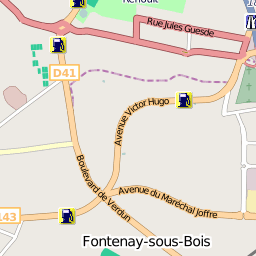 Renoult
Rue Jules Guesde
D41
Avenue Victor Hugo
Boulevard de Verdun
Avenue du Maréchal Joffre
143
Fontenay-sous-Bois